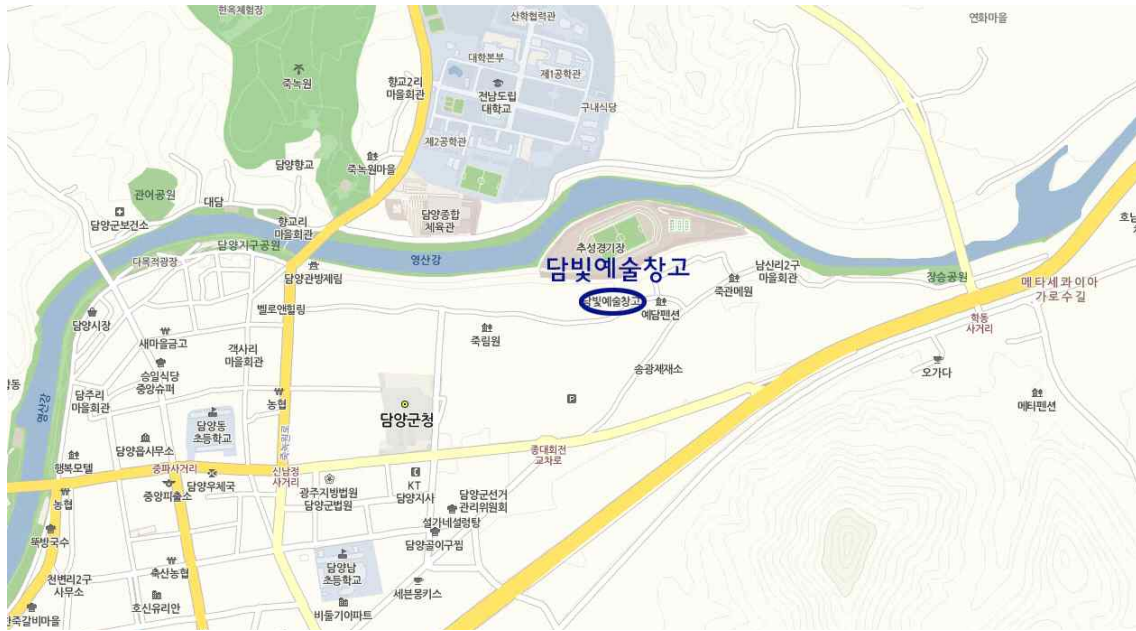 한옥체험장
산학협력관
연화마을
대학본부
제1공학관
죽녹원
향교2리
마을회관
전남도립
대학교
구내식당
제2공학관
죽녹원마을
담양향교
관어공원
대담
담양군보건소
향교리
마을회관
담양종합
체육관
담양지구공원
다목적광장
영산강
추성경기장
담빛예술창고
남산리2구
마을회관
장승공원
메타세콰이아
가로수길
호남
담양관방제림
죽관메원
담빛예술창고
예담펜션
벨로앤힐링
담양시장
새마을금고
객사리
마을회관
죽림원
학동
사거리
오가다
승일식당
중앙슈퍼
송광제재소
영산강
담주리
마을회관
농협
P
메타펜션
담양동
초등학교
담양군청
담양읍사무소
행복모텔
중파사거리
신남정
사거리
종대회전
교차로
담양우체국
광주지방법원
담양군법원
KT
담양지사
담양군선거
관리위원회
농협
중앙파출소
설가네설렁탕
뚝방국수
담양골이구찜
축산농협
담양남
초등학교
천변리2구
사무소
호신유리안
세븐몽키스
비둘기아파트
죽갈비마을